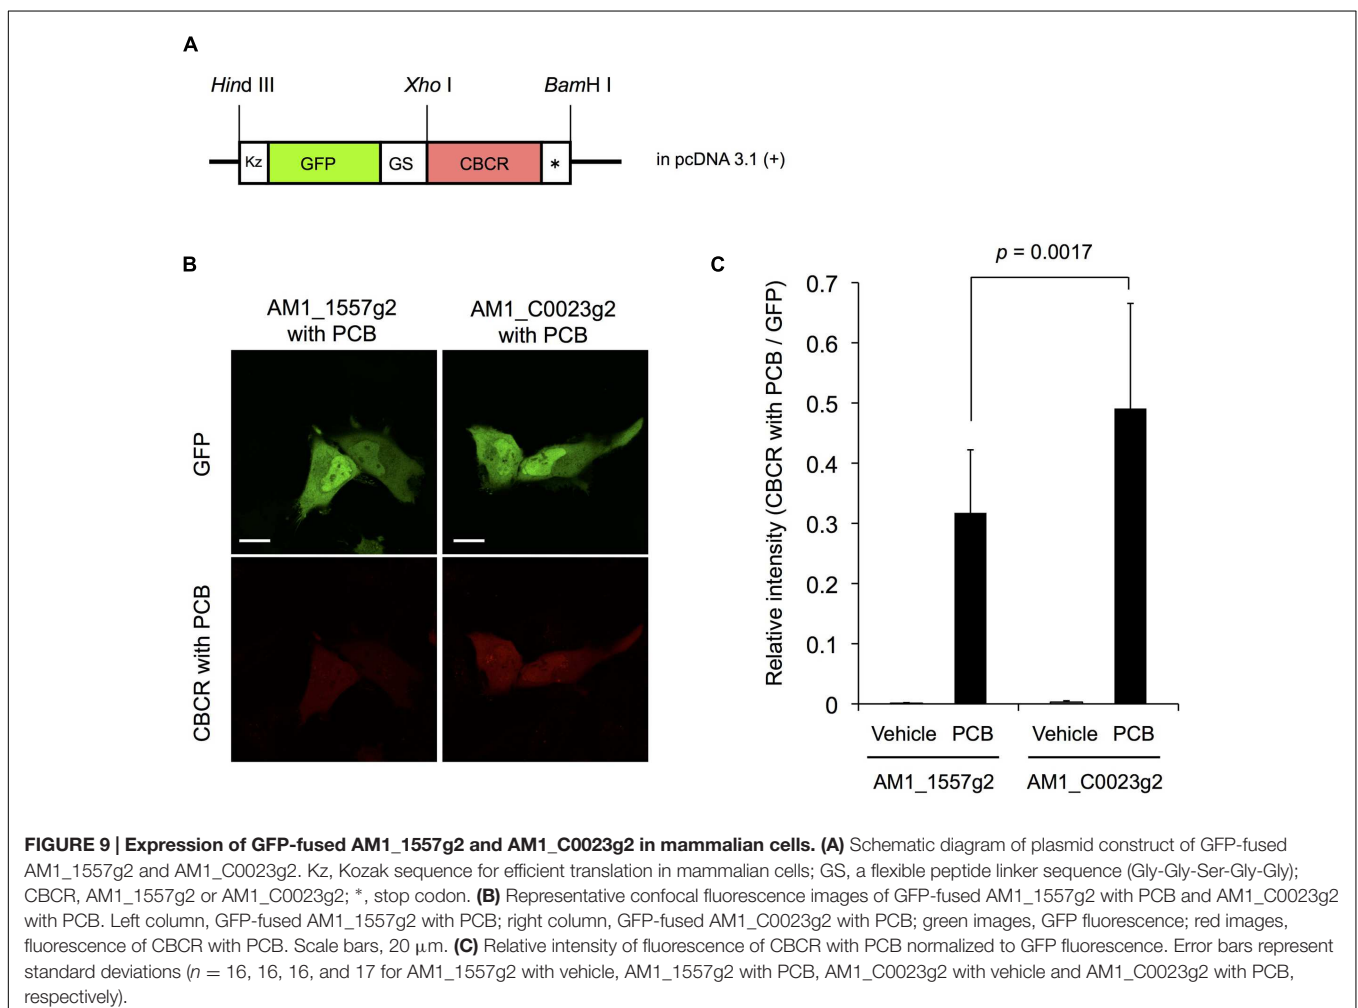 A
Hind III
Xho I
BamH I
Kz
GFP
GS
CBCR
*
in pcDNA 3.1 (+)
B
AM1_1557g2
with PCB
AM1_C0023g2
with PCB
GFP
CBCR with PCB
C
p = 0.0017
Relative intensity (CBCR with PCB / GFP)
0.7
0.6
0.5
0.4
0.3
0.2
0.1
0
Vehicle PCB Vehicle PCB
AM1_1557g2 AM1_C0023g2
FIGURE 9 | Expression of GFP-fused AM1_1557g2 and AM1_C0023g2 in mammalian cells. (A) Schematic diagram of plasmid construct of GFP-fused
AM1_1557g2 and AM1_C0023g2. Kz, Kozak sequence for efficient translation in mammalian cells; GS, a flexible peptide linker sequence (Gly-Gly-Ser-Gly-Gly);
CBCR, AM1_1557g2 or AM1_C0023g2; *, stop codon. (B) Representative confocal fluorescence images of GFP-fused AM1_1557g2 with PCB and AM1_C0023g2
with PCB. Left column, GFP-fused AM1_1557g2 with PCB; right column, GFP-fused AM1_C0023g2 with PCB; green images, GFP fluorescence; red images,
fluorescence of CBCR with PCB. Scale bars, 20 μm. (C) Relative intensity of fluorescence of CBCR with PCB normalized to GFP fluorescence. Error bars represent
standard deviations (n = 16, 16, 16, and 17 for AM1_1557g2 with vehicle, AM1_1557g2 with PCB, AM1_C0023g2 with vehicle and AM1_C0023g2 with PCB,
respectively).